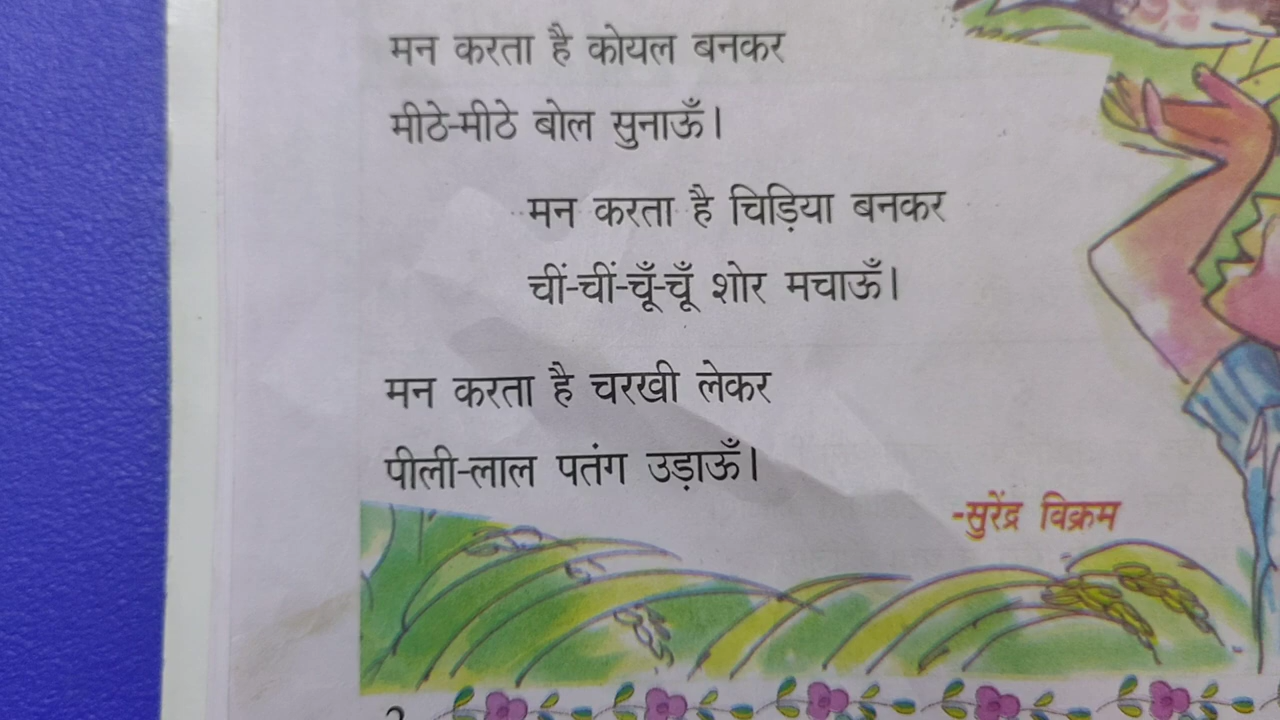 मन करता है कोयल बनकर
मीठे-मीठे बोल सुनाऊँ।
मन करता है चिड़िया बनकर
चीं-चीं-चूँ-चूँ शोर मचाऊँ।
मन करता है चरखी लेकर
पीली-लाल पतंग उड़ाऊँ।
-सुरेंद्र विक्रम